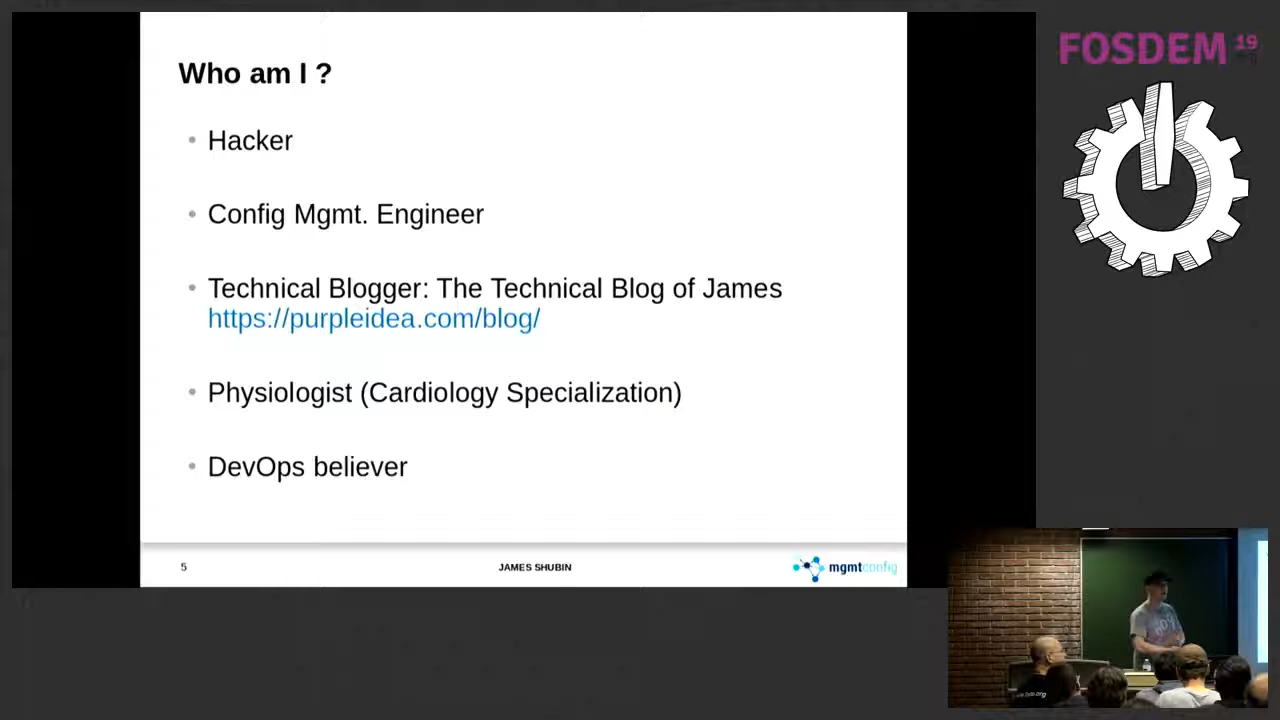 Who am I ?
Hacker
Config Mgmt. Engineer
Technical Blogger: The Technical Blog of James
https://purpleidea.com/blog/
Physiologist (Cardiology Specialization)
DevOps believer
5
JAMES SHUBIN
mgmtconfig
FOSDEM 19